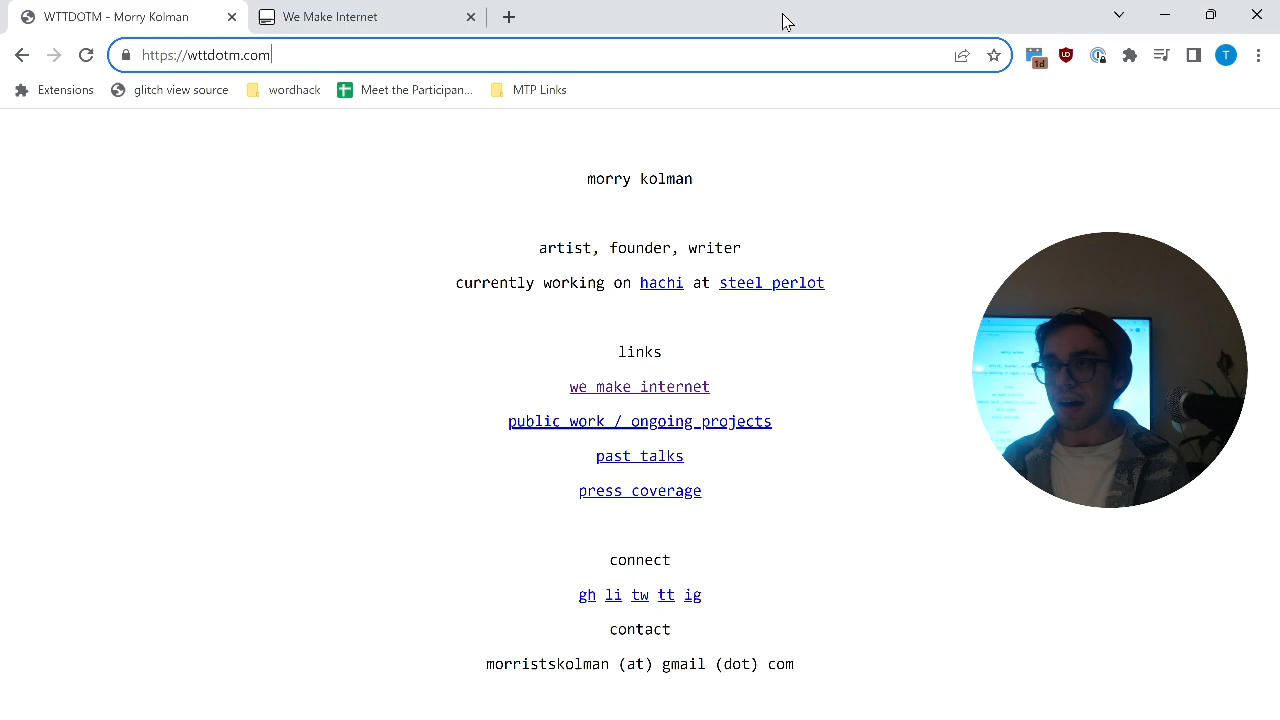 WTTDOTM - Morry Kolman
We Make Internet
https://wttdotm.com
1d
T
Extensions
glitch view source
wordhack
Meet the Participan...
MTP Links
morry kolman
artist, founder, writer
currently working on hachi at steel perlot
links
we make internet
public work / ongoing projects
past talks
press coverage
connect
gh li tw tt ig
contact
morristskolman (at) gmail (dot) com